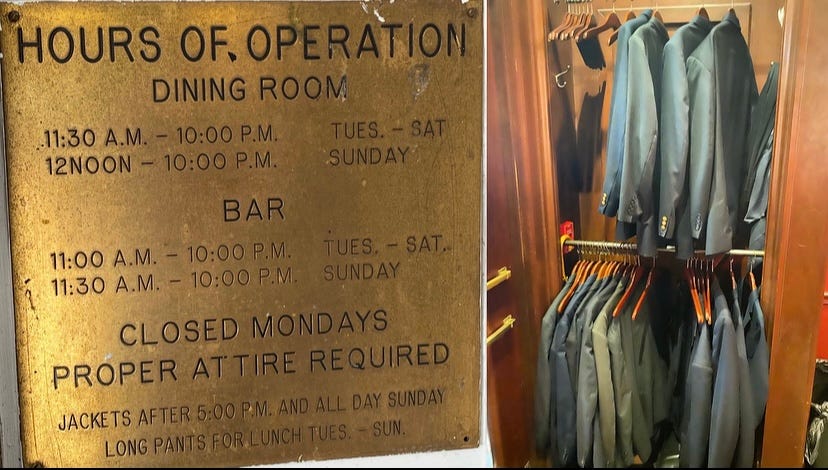 HOURS OF OPERATION
DINING ROOM
11:30 A.M. – 10:00 P.M. TUES. – SAT
12NOON – 10:00 P.M. SUNDAY
BAR
11:00 A.M. – 10:00 P.M. TUES. – SAT.
11:30 A.M. – 10:00 P.M. SUNDAY
CLOSED MONDAYS
PROPER ATTIRE REQUIRED
JACKETS AFTER 5:00 P.M. AND ALL DAY SUNDAY
LONG PANTS FOR LUNCH TUES. – SUN.